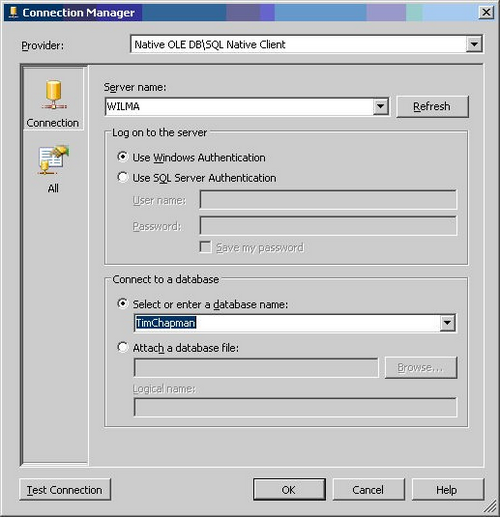 Connection Manager
Provider: Native OLE DB\SQL Native Client
Connection
All
Server name:
WILMA Refresh
Log on to the server
Use Windows Authentication
Use SQL Server Authentication
User name:
Password:
Save my password
Connect to a database
Select or enter a database name:
TimChapman
Attach a database file:
Browse...
Logical name:
Test Connection OK Cancel Help